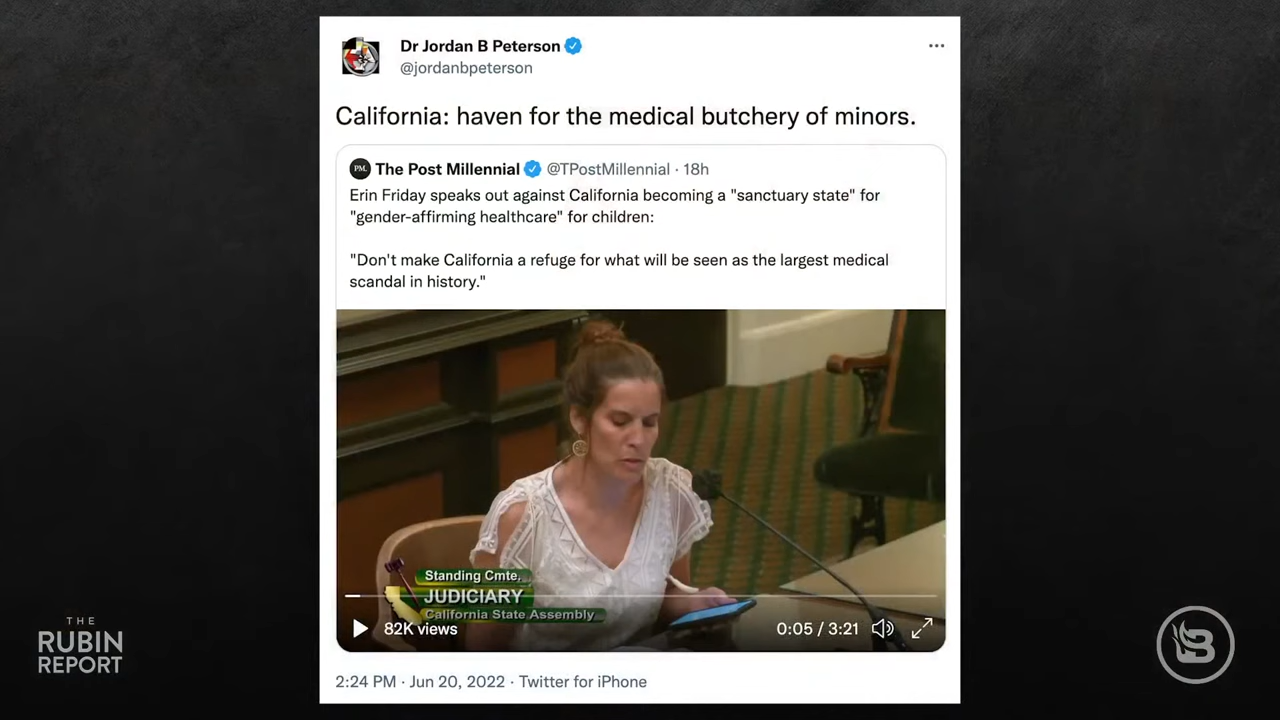 Dr Jordan B Peterson
@jordanbpeterson
California: haven for the medical butchery of minors.
PM.
The Post Millennial @TPostMillennial · 18h
Erin Friday speaks out against California becoming a "sanctuary state" for
"gender-affirming healthcare" for children:
"Don't make California a refuge for what will be seen as the largest medical
scandal in history."
Standing Cmte.
JUDICIARY
California State Assembly
82K views
0:05 / 3:21
2:24 PM · Jun 20, 2022 · Twitter for iPhone
THE
RUBIN
REPORT
B